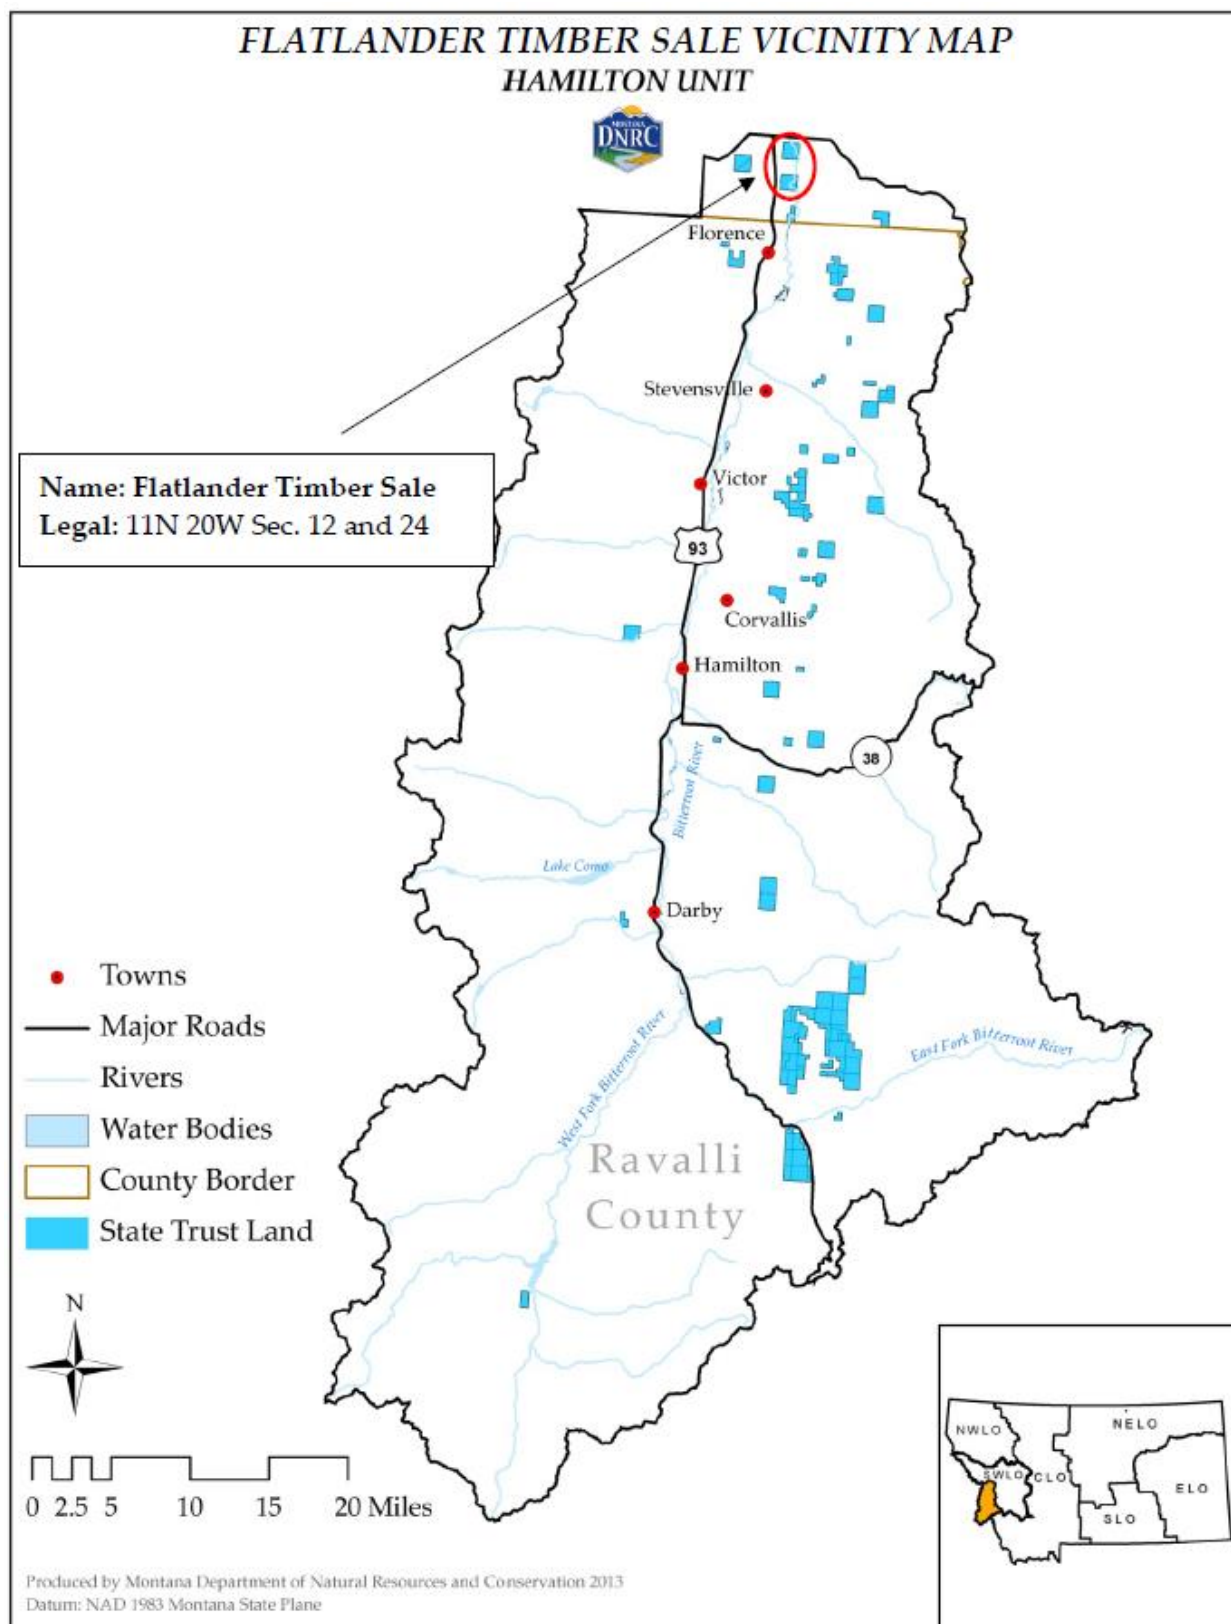 FLATLANDER TIMBER SALE VICINITY MAP
HAMILTON UNIT
MONTANA
DNRC
Florence
Stevensville
Name: Flatlander Timber Sale
Legal: 11N 20W Sec. 12 and 24
Victor
93
Corvallis
Hamilton
Bitterroot River
38
Lake Como
Darby
West Fork Bitterroot River
East Fork Bitterroot River
Ravalli
County
Towns
Major Roads
Rivers
Water Bodies
County Border
State Trust Land
N
0 2.5 5 10 15 20 Miles
NWLO
SWLO
CLO
NELO
ELO
SLO
Produced by Montana Department of Natural Resources and Conservation 2013
Datum: NAD 1983 Montana State Plane